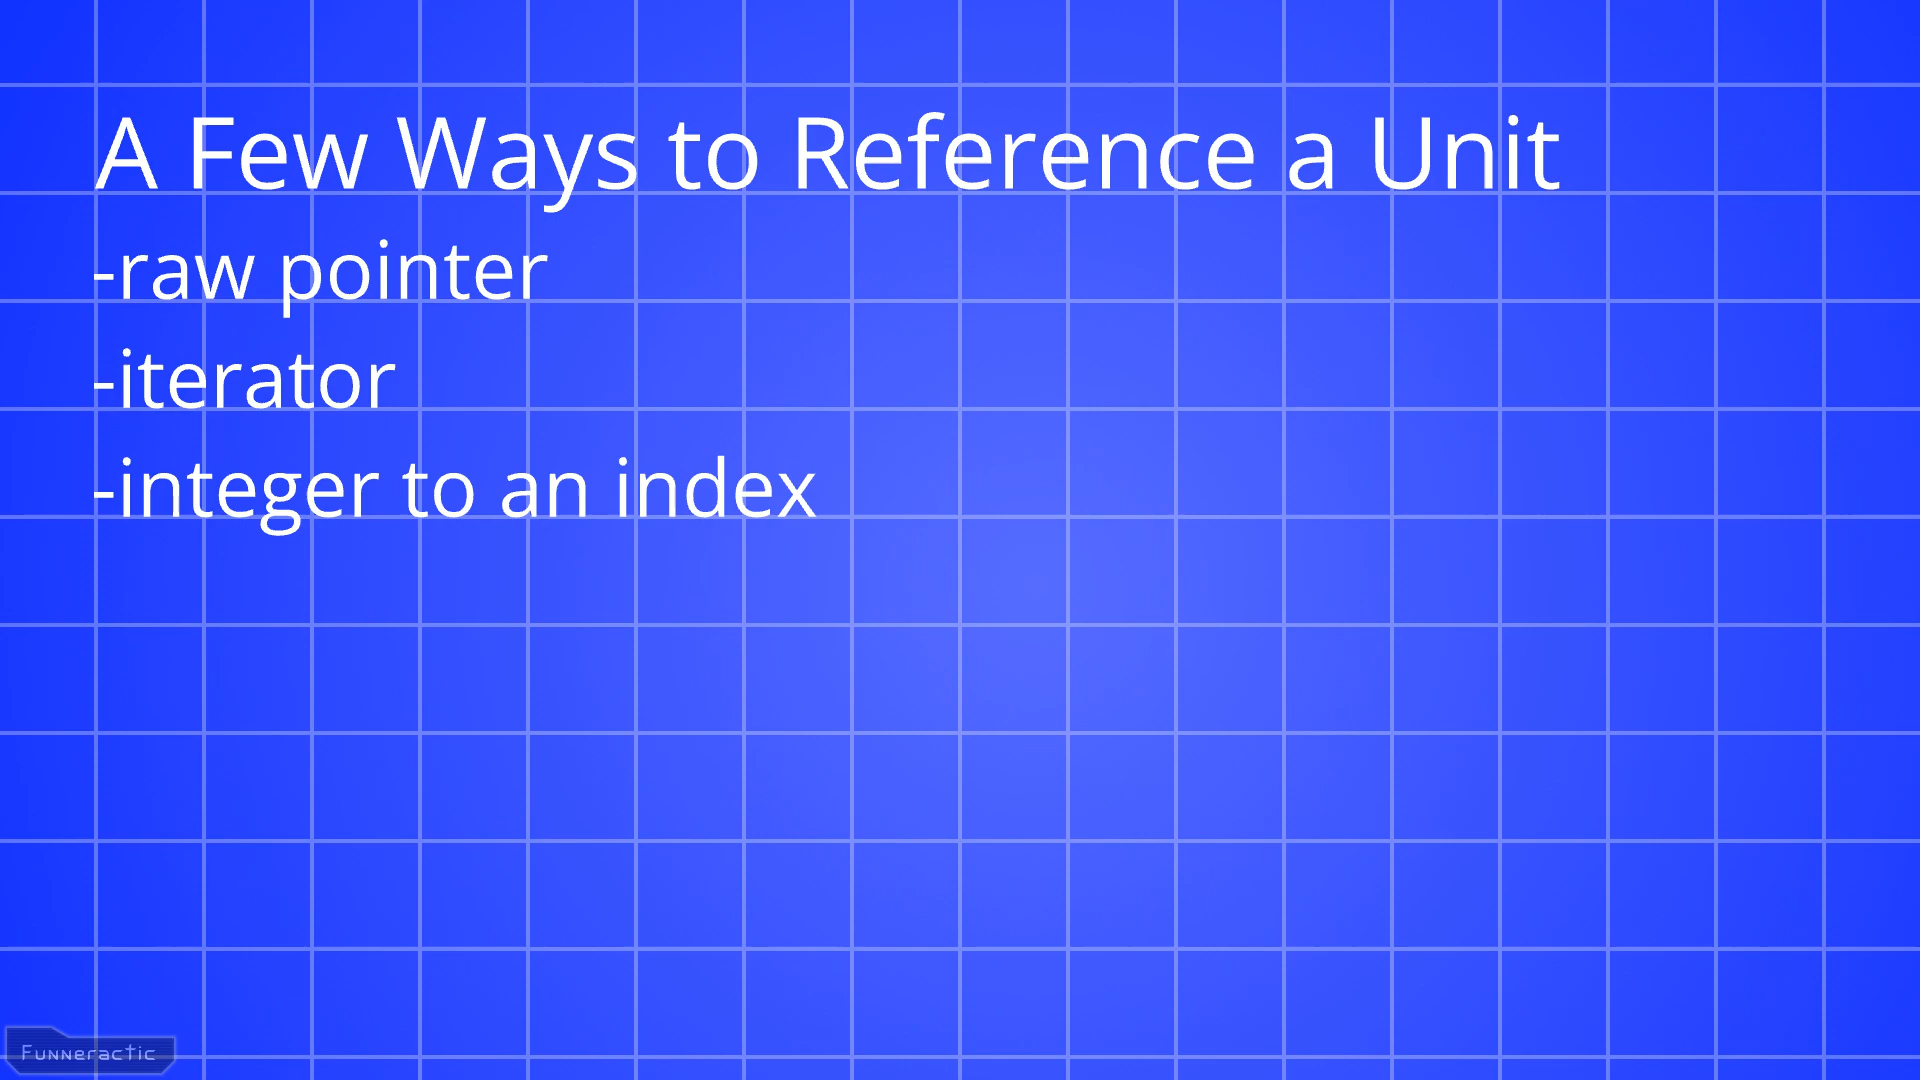 A Few Ways to Reference a Unit
-raw pointer
-iterator
-integer to an index
Funneractic